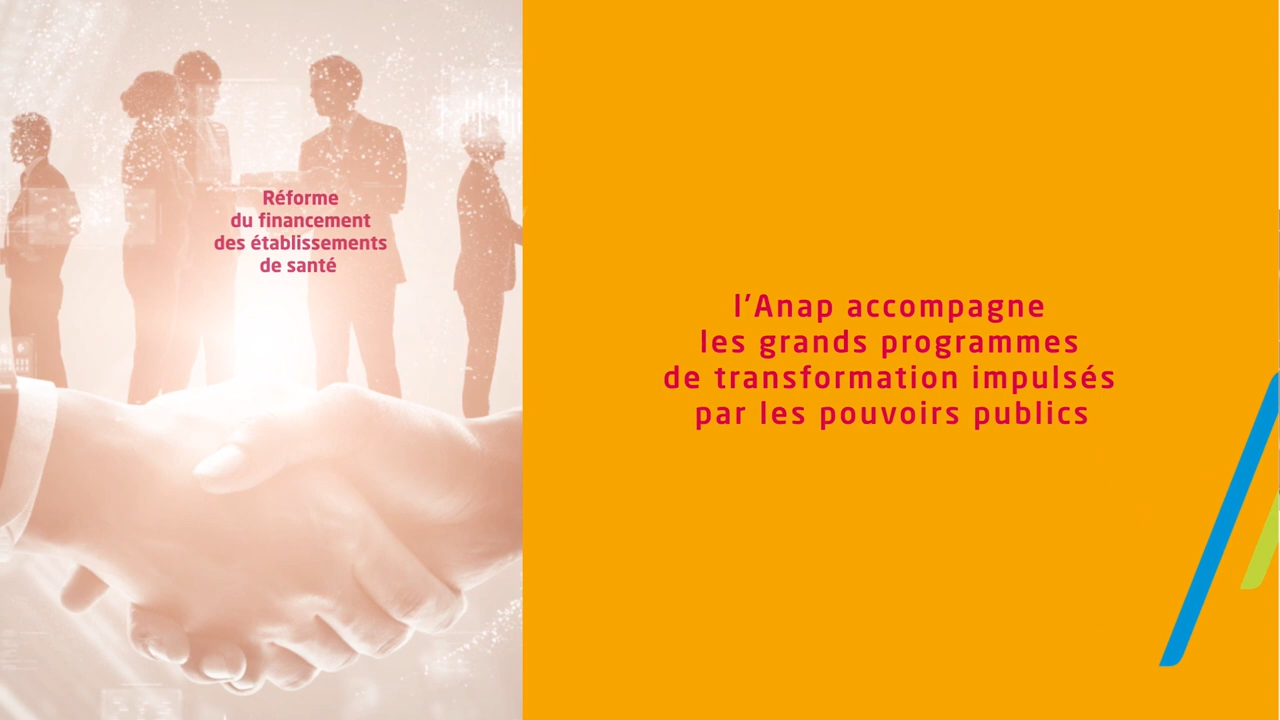 Réforme
du financement
des établissements
de santé
l'Anap accompagne
les grands programmes
de transformation impulsés
par les pouvoirs publics